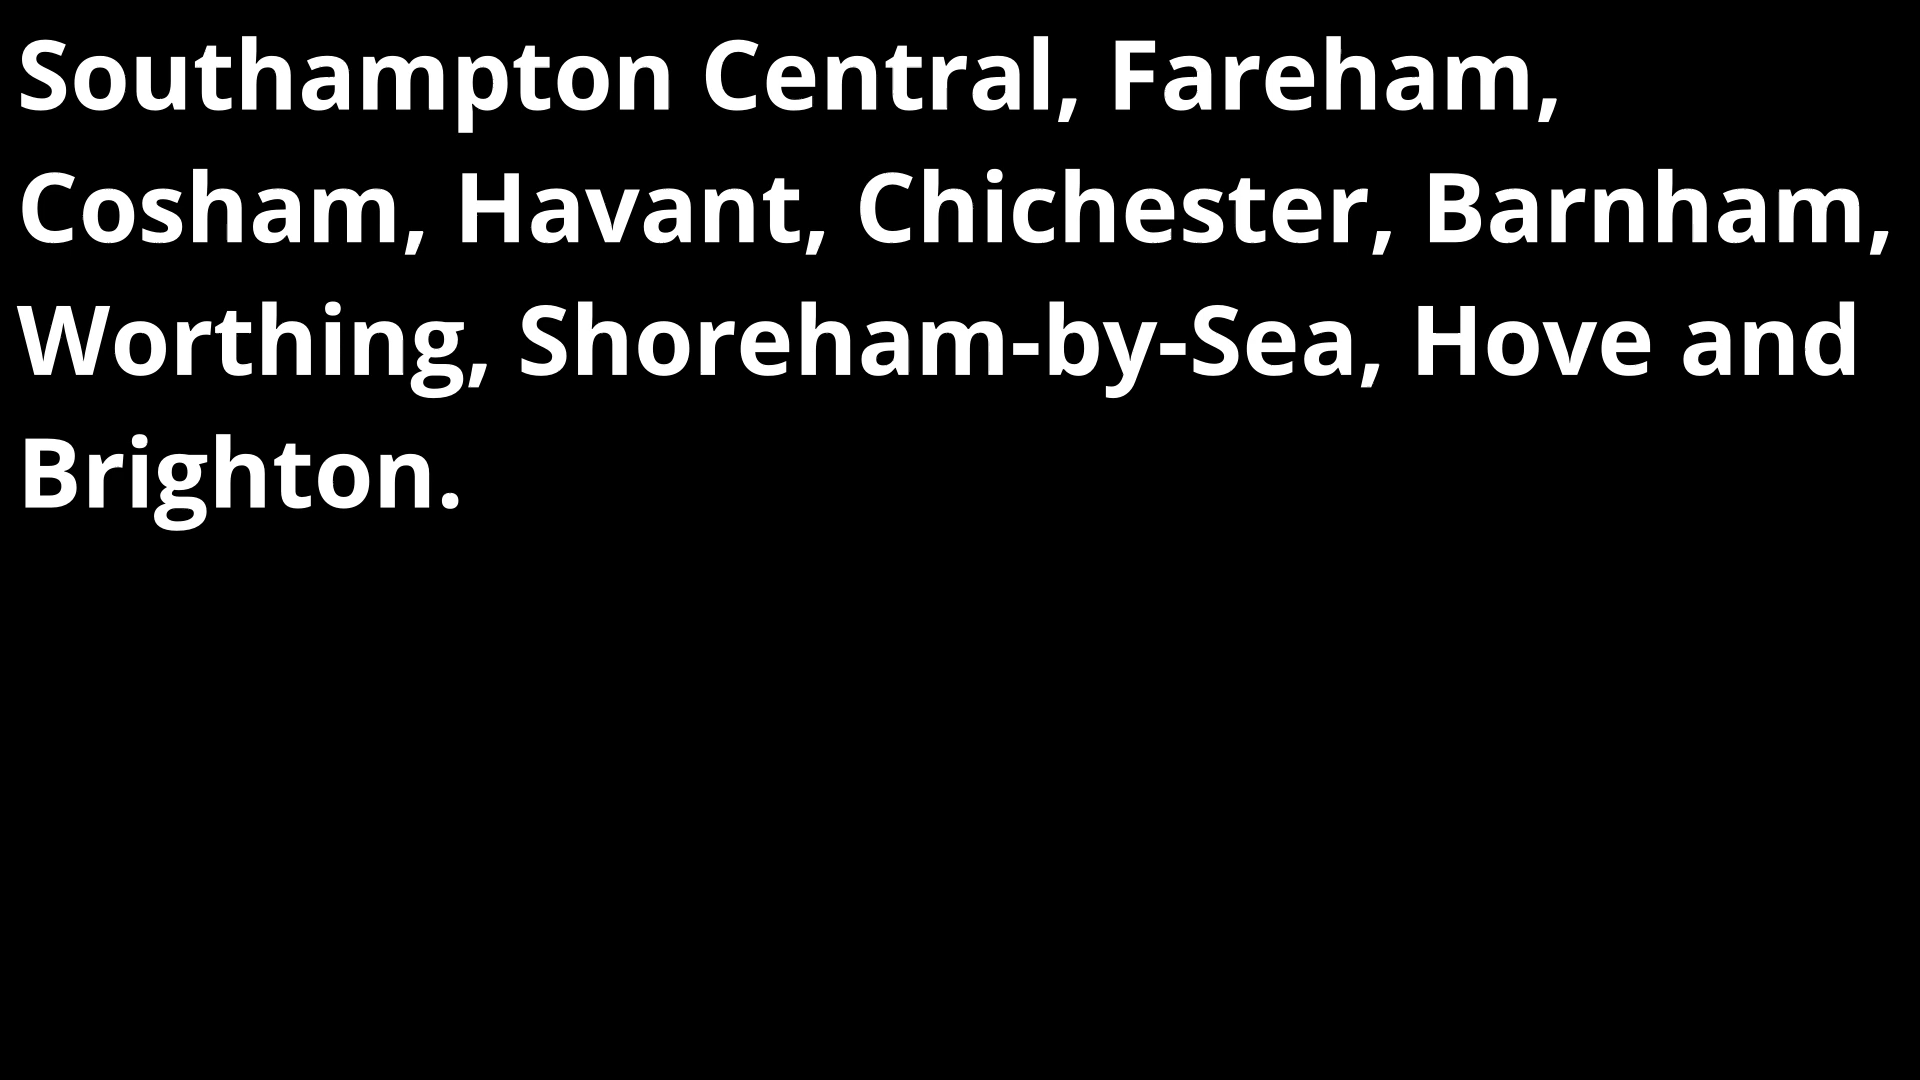 Southampton Central, Fareham,
Cosham, Havant, Chichester, Barnham,
Worthing, Shoreham-by-Sea, Hove and
Brighton.